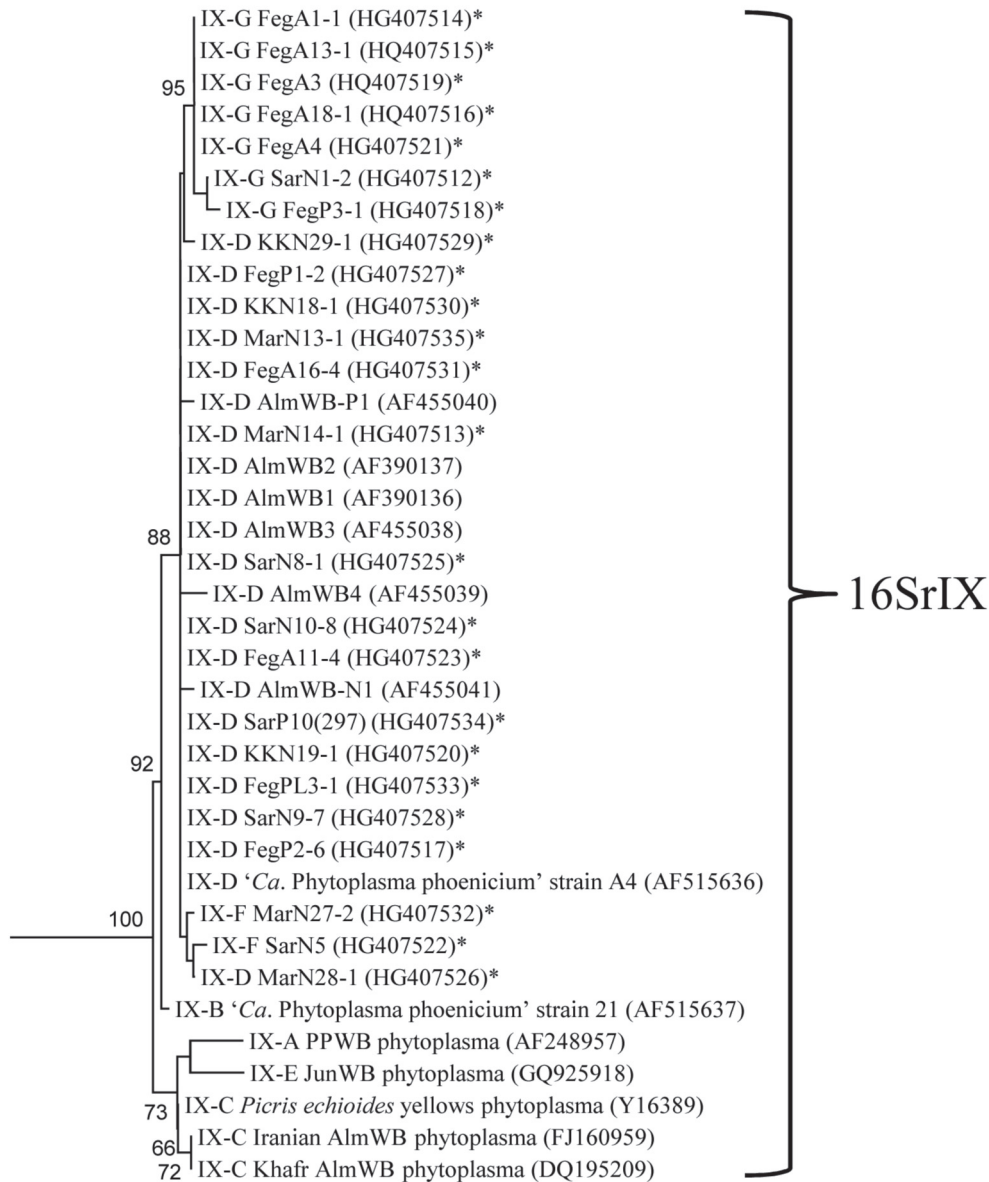 IX-G FegA1-1 (HG407514)*
IX-G FegA13-1 (HQ407515)*
95
IX-G FegA3 (HQ407519)*
IX-G FegA18-1 (HQ407516)*
IX-G FegA4 (HG407521)*
IX-G SarN1-2 (HG407512)*
IX-G FegP3-1 (HG407518)*
IX-D KKN29-1 (HG407529)*
IX-D FegP1-2 (HG407527)*
IX-D KKN18-1 (HG407530)*
IX-D MarN13-1 (HG407535)*
IX-D FegA16-4 (HG407531)*
IX-D AlmWB-P1 (AF455040)
IX-D MarN14-1 (HG407513)*
IX-D AlmWB2 (AF390137)
IX-D AlmWB1 (AF390136)
IX-D AlmWB3 (AF455038)
88
IX-D SarN8-1 (HG407525)*
IX-D AlmWB4 (AF455039)
16SrIX
IX-D SarN10-8 (HG407524)*
IX-D FegA11-4 (HG407523)*
IX-D AlmWB-N1 (AF455041)
IX-D SarP10(297) (HG407534)*
IX-D KKN19-1 (HG407520)*
92
IX-D FegPL3-1 (HG407533)*
IX-D SarN9-7 (HG407528)*
IX-D FegP2-6 (HG407517)*
IX-D ‘Ca. Phytoplasma phoenicium’ strain A4 (AF515636)
100
IX-F MarN27-2 (HG407532)*
IX-F SarN5 (HG407522)*
IX-D MarN28-1 (HG407526)*
IX-B ‘Ca. Phytoplasma phoenicium’ strain 21 (AF515637)
IX-A PPWB phytoplasma (AF248957)
IX-E JunWB phytoplasma (GQ925918)
73
IX-C Picris echioides yellows phytoplasma (Y16389)
66
IX-C Iranian AlmWB phytoplasma (FJ160959)
72
IX-C Khafr AlmWB phytoplasma (DQ195209)